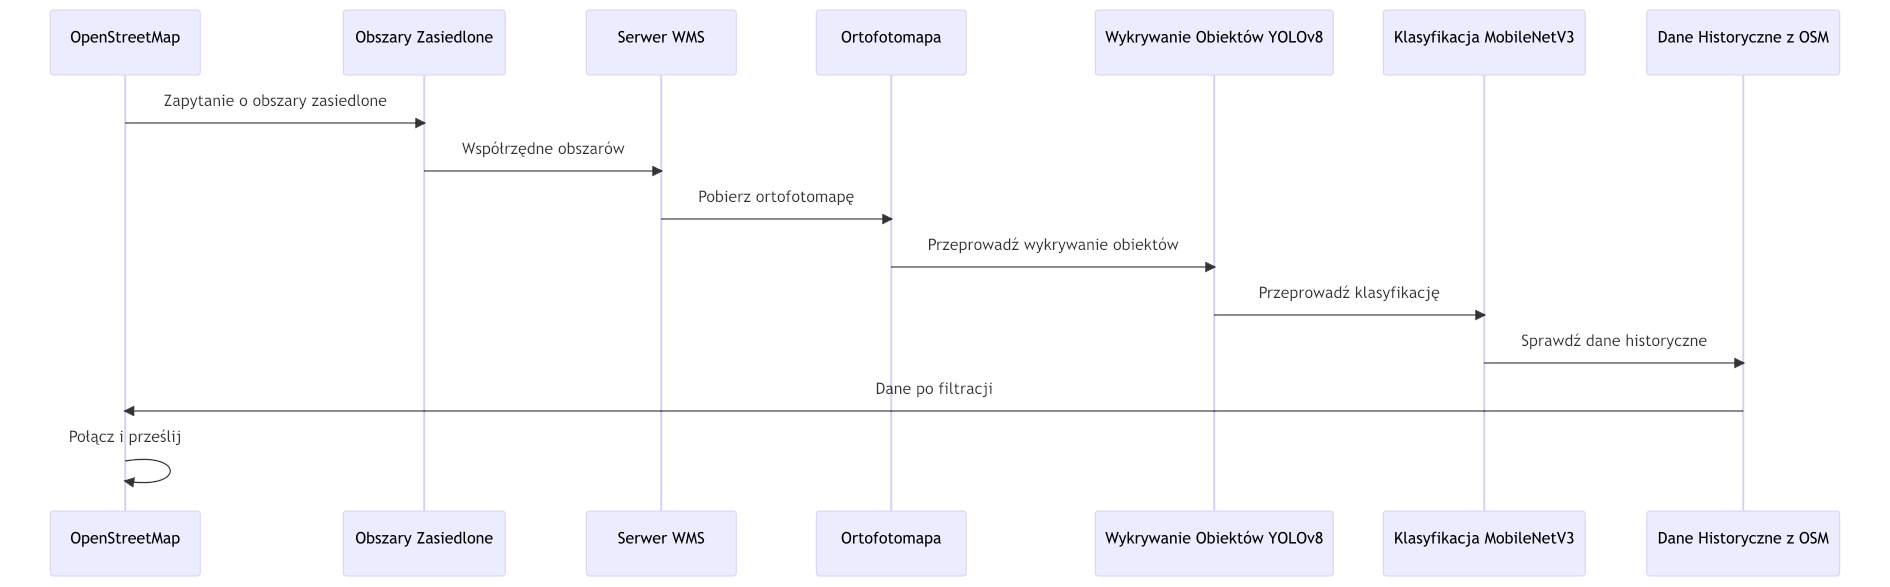 OpenStreetMap
Obszary Zasiedlone
Serwer WMS
Ortofotomapa
Wykrywanie Obiektów YOLOv8
Klasyfikacja MobileNetV3
Dane Historyczne z OSM
Zapytanie o obszary zasiedlone
Współrzędne obszarów
Pobierz ortofotomapę
Przeprowadź wykrywanie obiektów
Przeprowadź klasyfikację
Sprawdź dane historyczne
Dane po filtracji
Połącz i prześlij
OpenStreetMap
Obszary Zasiedlone
Serwer WMS
Ortofotomapa
Wykrywanie Obiektów YOLOv8
Klasyfikacja MobileNetV3
Dane Historyczne z OSM